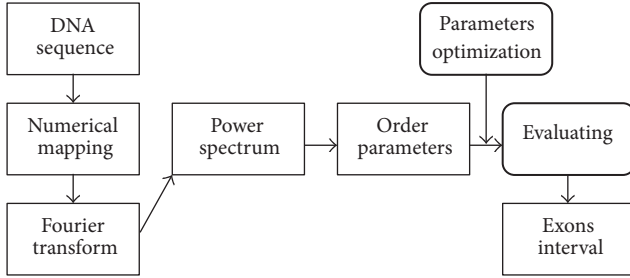 DNA
sequence
Numerical
mapping
Fourier
transform
Power
spectrum
Order
parameters
Parameters
optimization
Evaluating
Exons
interval